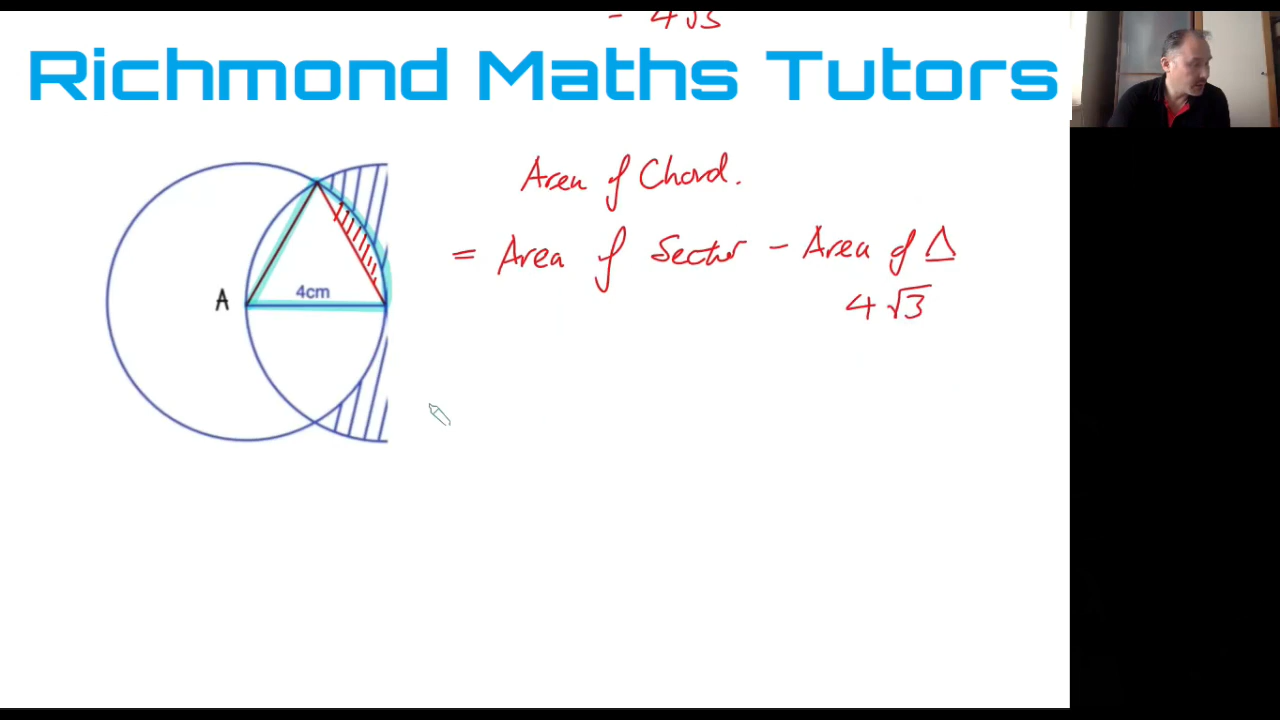 Richmond Maths Tutors
Area of Chord.
= Area of Sector - Area of Δ
4√3
A
4cm